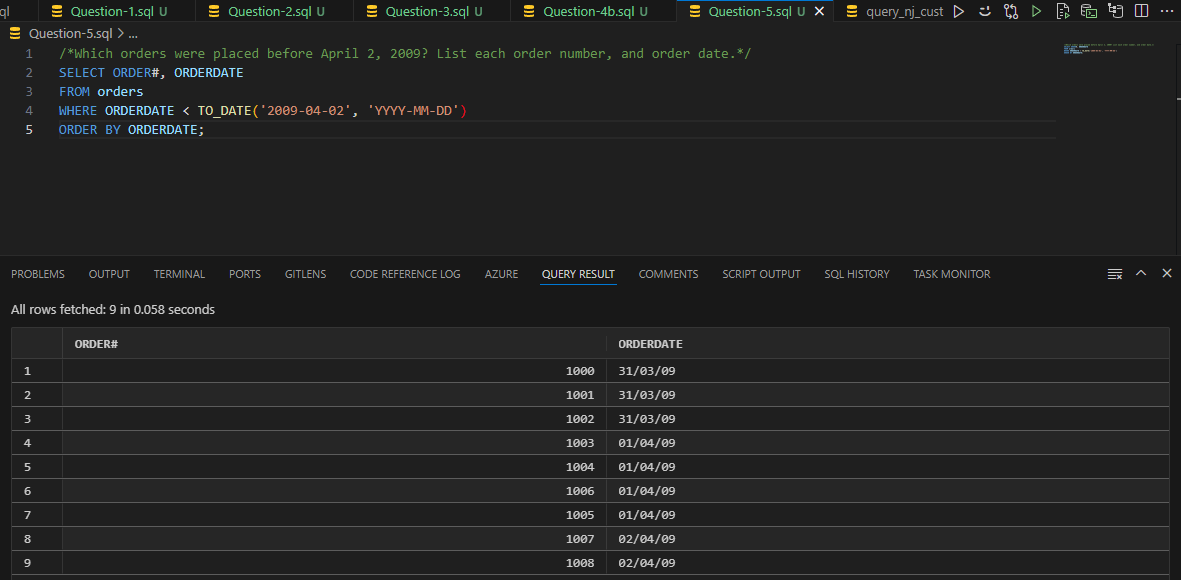 ql Question-1.sql U Question-2.sql U Question-3.sql U Question-4b.sql U Question-5.sql U query_nj_cust
Question-5.sql > ...
1 /*Which orders were placed before April 2, 2009? List each order number, and order date.*/
2 SELECT ORDER#, ORDERDATE
3 FROM orders
4 WHERE ORDERDATE < TO_DATE('2009-04-02', 'YYYY-MM-DD')
5 ORDER BY ORDERDATE;
PROBLEMS OUTPUT TERMINAL PORTS GITLENS CODE REFERENCE LOG AZURE QUERY RESULT COMMENTS SCRIPT OUTPUT SQL HISTORY TASK MONITOR
All rows fetched: 9 in 0.058 seconds
ORDER# ORDERDATE
1 1000 31/03/09
2 1001 31/03/09
3 1002 31/03/09
4 1003 01/04/09
5 1004 01/04/09
6 1006 01/04/09
7 1005 01/04/09
8 1007 02/04/09
9 1008 02/04/09